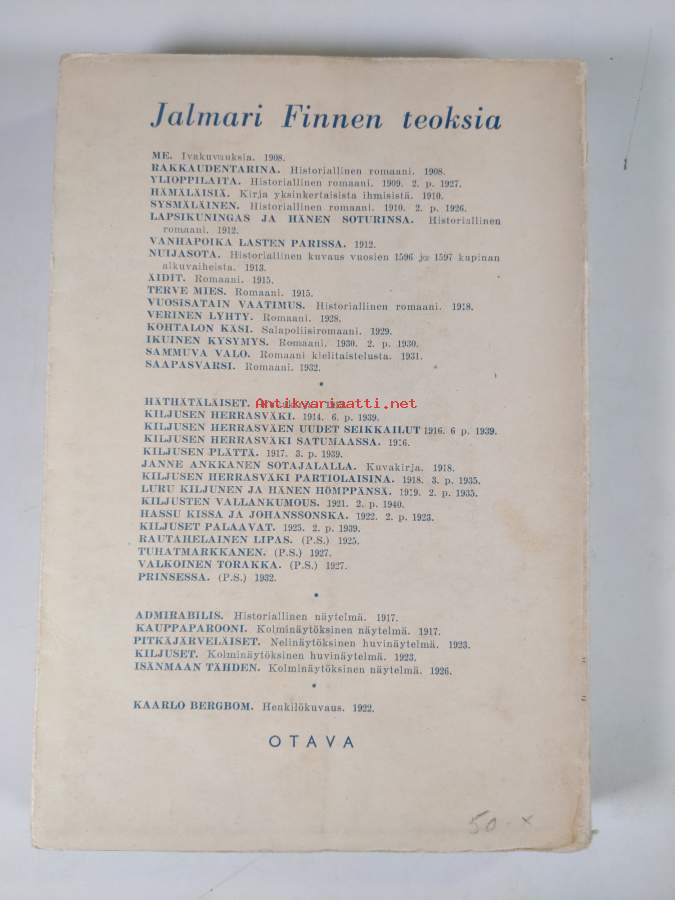 Jalmari Finnen teoksia
ME. Ivakuvauksia. 1908.
RAKKAUDENTARINA. Historiallinen romaani. 1908.
YLIOPPILAITA. Historiallinen romaani. 1909. 2. p. 1927.
HÄMÄLÄISIÄ. Kirja yksinkertaisista ihmisistä. 1910.
SYSMÄLÄINEN. Historiallinen romaani. 1910. 2. p. 1926.
LAPSIKUNINGAS JA HÄNEN SOTURINSA. Historiallinen
romaani. 1912.
VANHAPOIKA LASTEN PARISSA. 1912.
NUIJASOTA. Historiallinen kuvaus vuosien 1596 ja 1597 kapinan
alkuvaiheista. 1913.
ÄIDIT. Romaani. 1915.
TERVE MIES. Romaani. 1915.
VUOSISATAIN VAATIMUS. Historiallinen romaani. 1918.
VERINEN LYHTY. Romaani. 1928.
KOHTALON KÄSI. Salapoliisiromaani. 1929.
IKUINEN KYSYMYS. Romaani. 1930. 2. p. 1930.
SAMMUVA VALO. Romaani kielitaistelusta. 1931.
SAAPASVARSI. Romaani. 1932.
HÄTHÄTÄLÄISET.
Antikvariaatti.net
KILJUSEN HERRASVÄKI. 1914. 6. p. 1939.
KILJUSEN HERRASVÄEN UUDET SEIKKAILUT 1916. 6 p. 1939.
KILJUSEN HERRASVÄKI SATUMAASSA. 1916.
KILJUSEN PLÄTTÄ. 1917. 3. p. 1939.
JANNE ANKKANEN SOTAJALALLA. Kuvakirja. 1918.
KILJUSEN HERRASVÄKI PARTIOLAISINA. 1918. 3. p. 1935.
LURU KILJUNEN JA HÄNEN HÖMPPÄNSÄ. 1919. 2. p. 1935.
KILJUSTEN VALLANKUMOUS. 1921. 2. p. 1940.
HASSU KISSA JA JOHANSSONSKA. 1922. 2. p. 1923.
KILJUSET PALAAVAT. 1925. 2. p. 1939.
RAUTAHELAINEN LIPAS. (P.S.) 1925.
TUHATMARKKANEN. (P.S.) 1927.
VALKOINEN TORAKKA. (P.S.) 1927.
PRINSESSA. (P.S.) 1932.
ADMIRABILIS. Historiallinen näytelmä. 1917.
KAUPPAPAROONI. Kolminäytöksinen näytelmä. 1917.
PITKÄJÄRVELÄISET. Nelinäytöksinen huvinäytelmä. 1923.
KILJUSET. Kolminäytöksinen huvinäytelmä. 1923.
ISÄNMAAN TÄHDEN. Kolminäytöksinen näytelmä. 1926.
KAARLO BERGBOM. Henkilökuvaus. 1922.
OTAVA
50-x